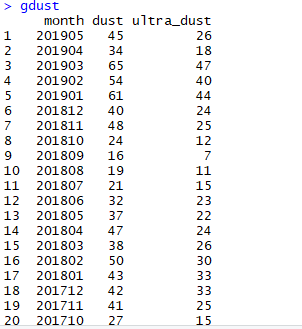 > gdust
month dust ultra_dust
1 201905 45 26
2 201904 34 18
3 201903 65 47
4 201902 54 40
5 201901 61 44
6 201812 40 24
7 201811 48 25
8 201810 24 12
9 201809 16 7
10 201808 19 11
11 201807 21 15
12 201806 32 23
13 201805 37 22
14 201804 47 24
15 201803 38 26
16 201802 50 30
17 201801 43 33
18 201712 42 33
19 201711 41 25
20 201710 27 15